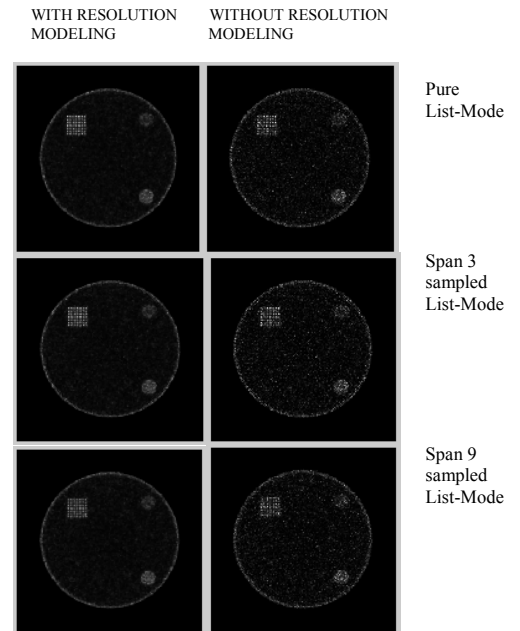 WITH RESOLUTION
MODELING
WITHOUT RESOLUTION
MODELING
Pure
List-Mode
Span 3
sampled
List-Mode
Span 9
sampled
List-Mode